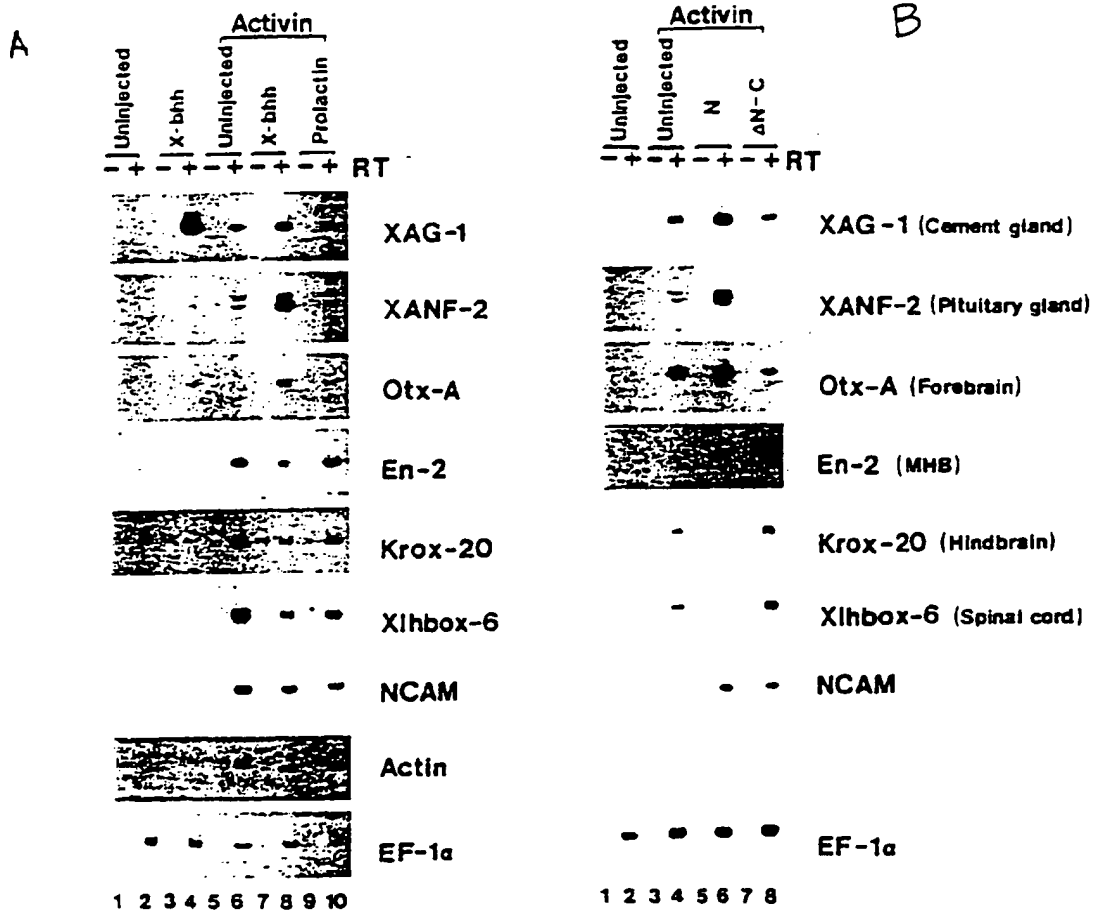 A
Activin
Uninjected
X-bhh
Uninjected
X-bhh
Prolactin
- + - + - + - + - + RT
XAG-1
XANF-2
Otx-A
En-2
Krox-20
Xlhbox-6
NCAM
Actin
EF-1α
1 2 3 4 5 6 7 8 9 10
B
Activin
Uninjected
Uninjected
N
ΔN-C
- + - + - + - + RT
XAG-1 (Cement gland)
XANF-2 (Pituitary gland)
Otx-A (Forebrain)
En-2 (MHB)
Krox-20 (Hindbrain)
Xlhbox-6 (Spinal cord)
NCAM
EF-1α
1 2 3 4 5 6 7 8